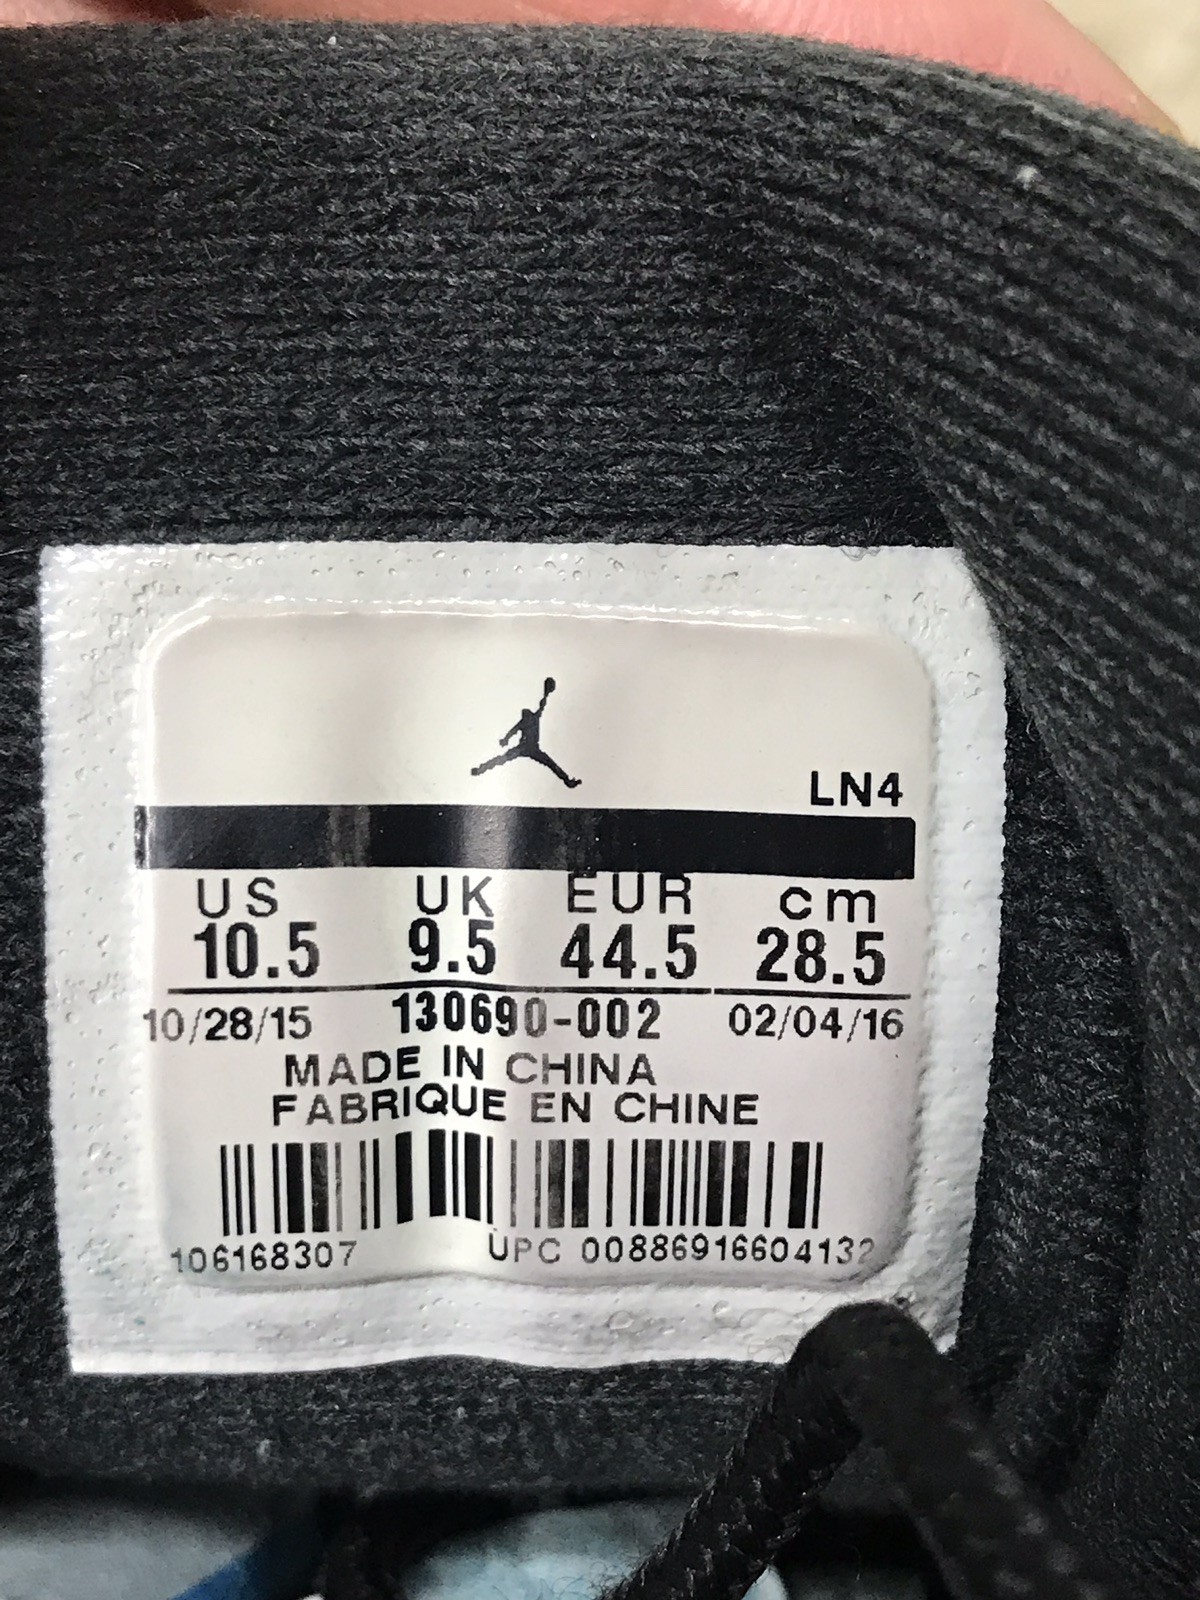 LN4
US UK EUR cm
10.5 9.5 44.5 28.5
10/28/15 130690-002 02/04/16
MADE IN CHINA
FABRIQUE EN CHINE
106168307 UPC 00886916604132